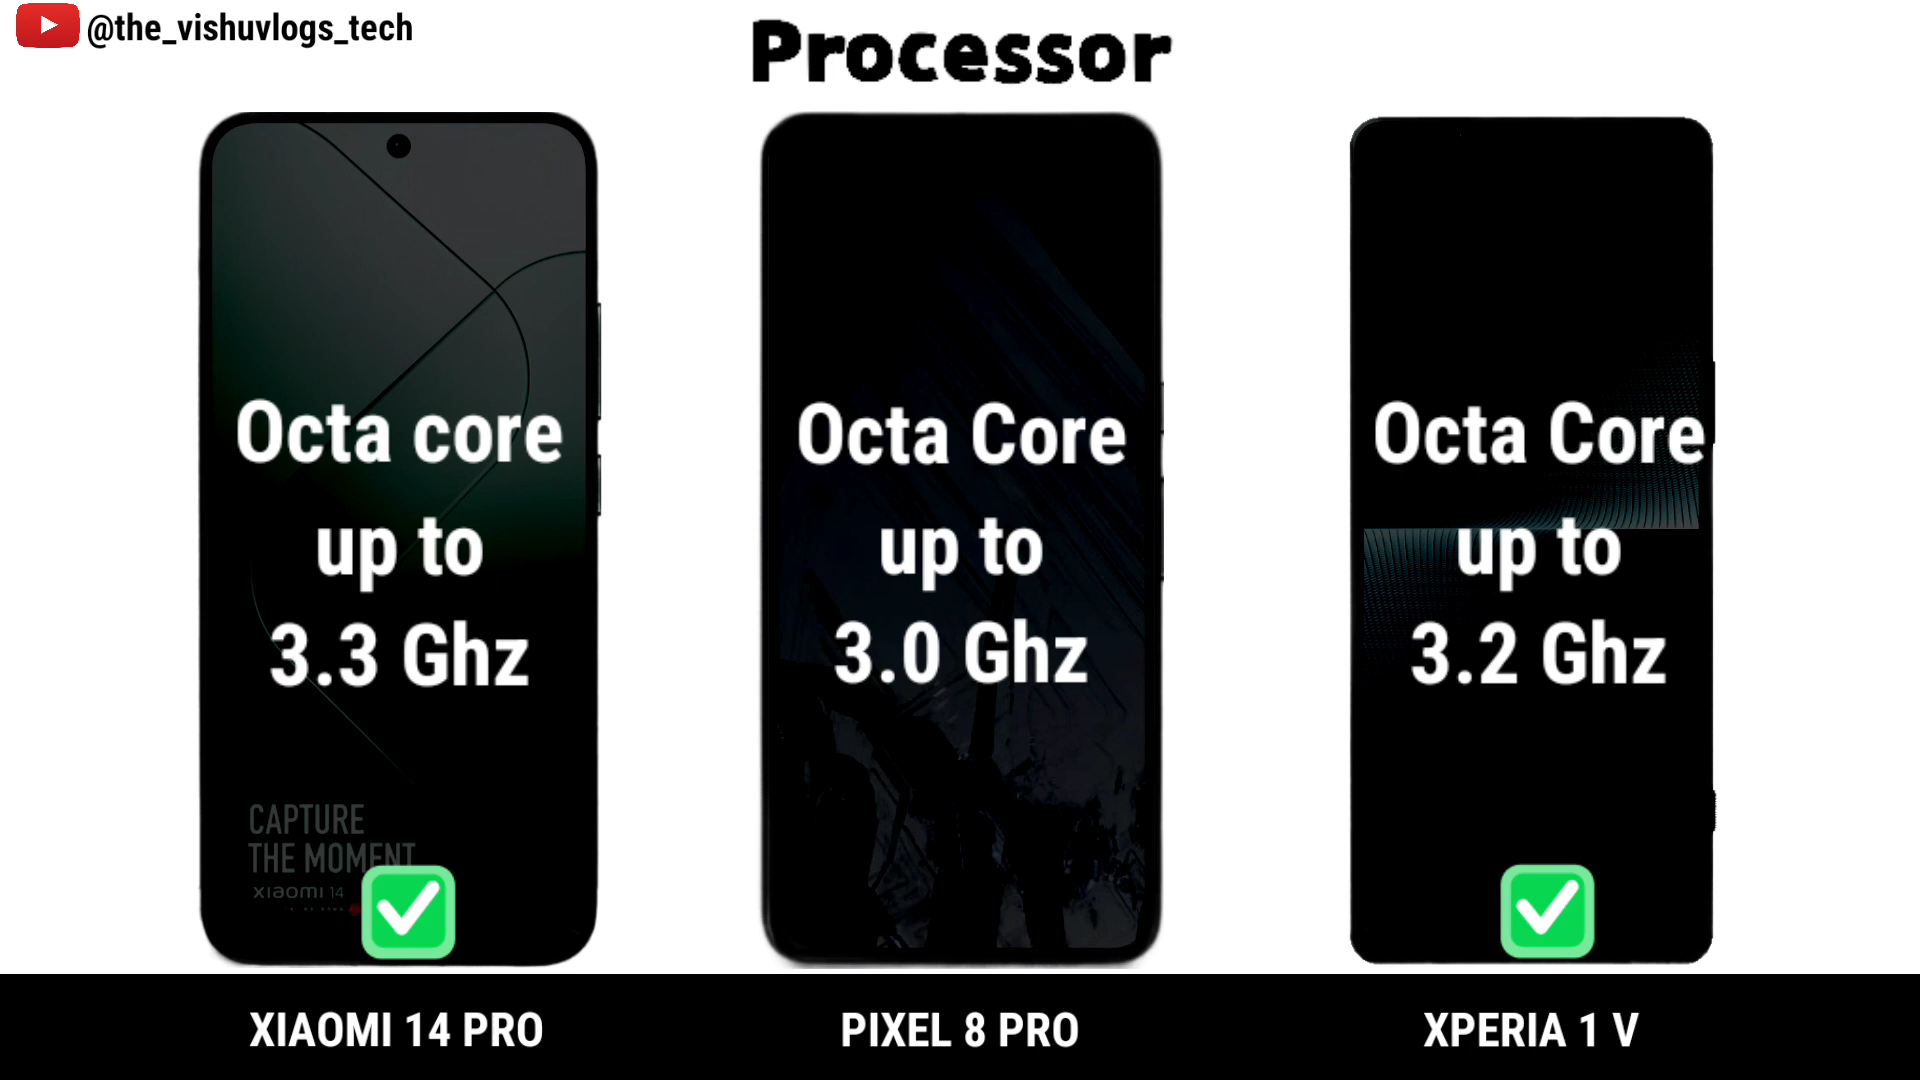 @the_vishuvlogs_tech
Processor
Octa core
up to
3.3 Ghz
CAPTURE
THE MOMENT
xiaomi 14
Octa Core
up to
3.0 Ghz
Octa Core
up to
3.2 Ghz
XIAOMI 14 PRO
PIXEL 8 PRO
XPERIA 1 V